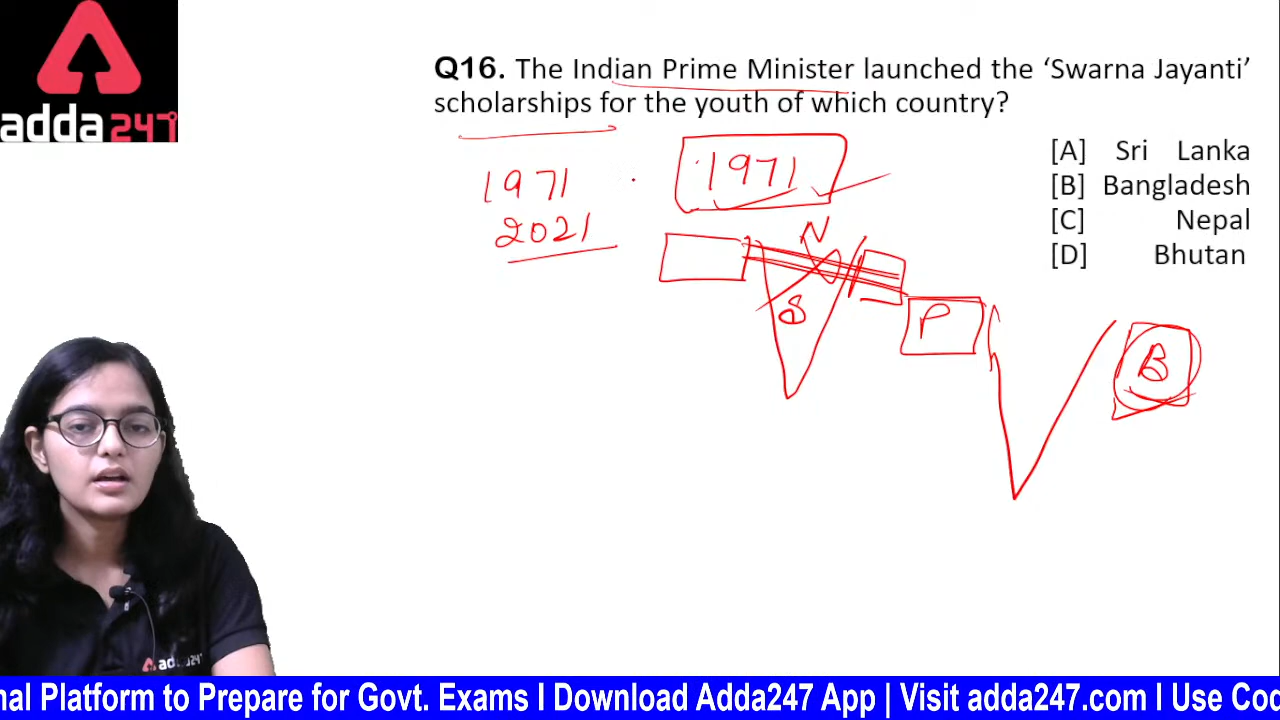 adda247
Q16. The Indian Prime Minister launched the ‘Swarna Jayanti’
scholarships for the youth of which country?
[A] Sri Lanka
[B] Bangladesh
[C] Nepal
[D] Bhutan
1971
2021
1971
N
S
P
B
adda247
nal Platform to Prepare for Govt. Exams I Download Adda247 App | Visit adda247.com I Use Cod